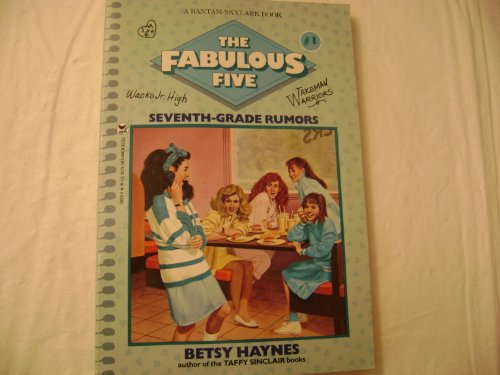 A BANTAM SKYLARK BOOK
THE
FABULOUS
FIVE
#1
Wacko Jr. High
WAKEMAN
WARRIORS
SEVENTH-GRADE RUMORS
BETSY HAYNES
author of the TAFFY SINCLAIR books